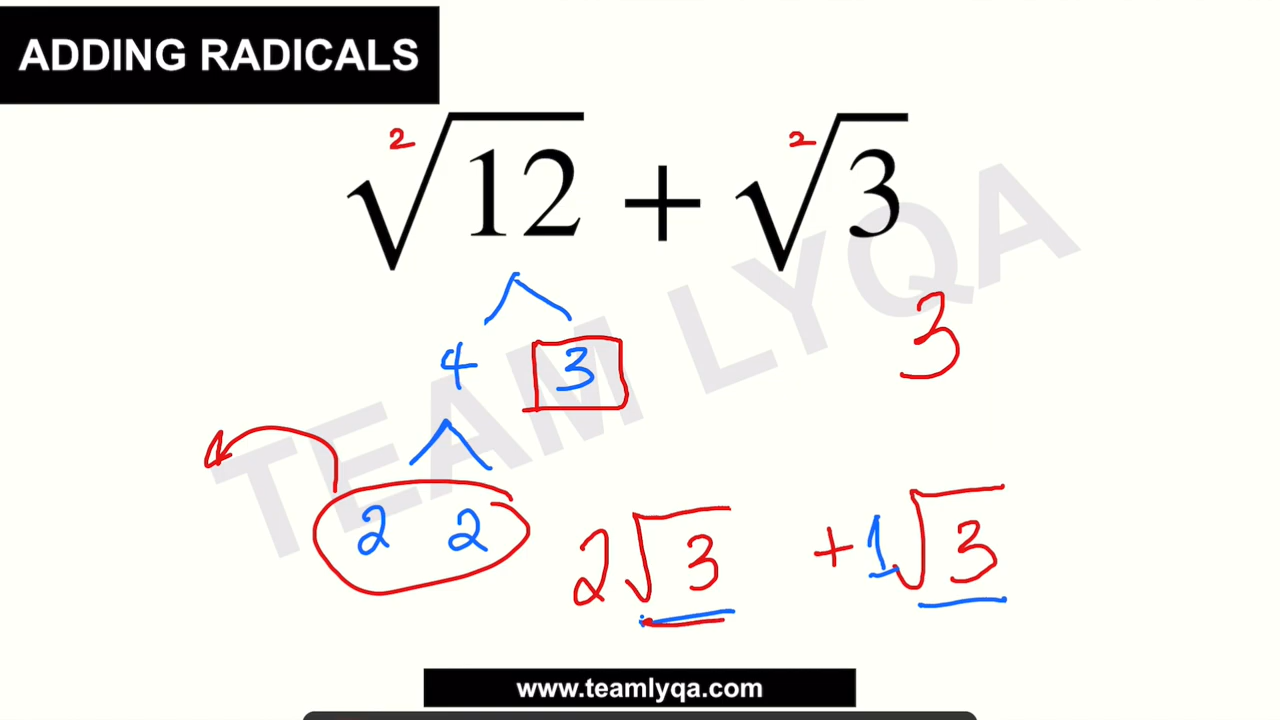 ADDING RADICALS
²√12 + ²√3
TEAM LYQA
3
4 3
2 2
2√3 + 1√3
www.teamlyqa.com